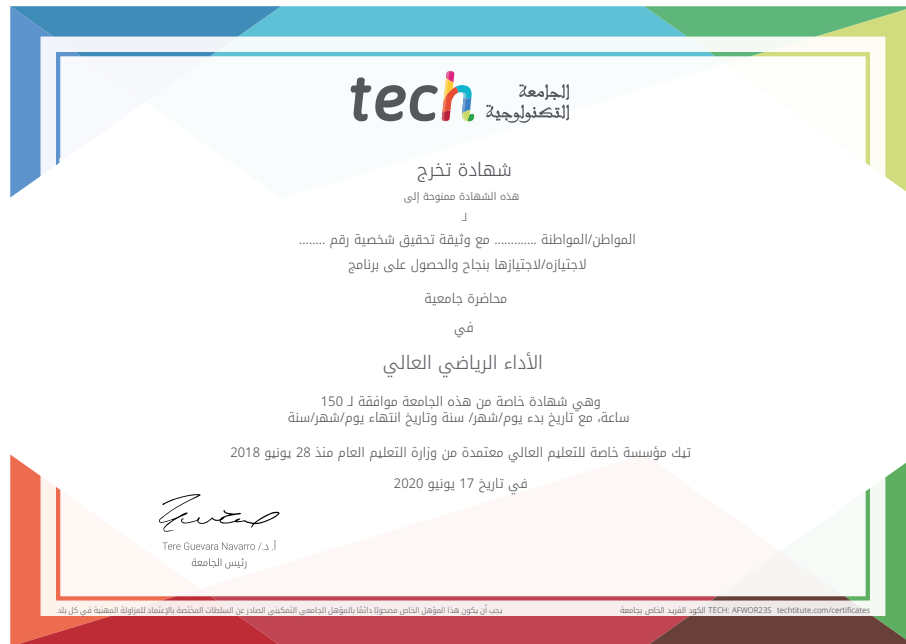 tech الجامعة
التكنولوجية
شهادة تخرج
هذه الشهادة ممنوحة إلى
لـ
المواطن/المواطنة ............ مع وثيقة تحقيق شخصية رقم ........
لاجتيازه/لاجتيازها بنجاح والحصول على برنامج
محاضرة جامعية
في
الأداء الرياضي العالي
وهي شهادة خاصة من هذه الجامعة موافقة لـ 150
ساعة، مع تاريخ بدء يوم/شهر/ سنة وتاريخ انتهاء يوم/شهر/سنة
تيك مؤسسة خاصة للتعليم العالي معتمدة من وزارة التعليم العام منذ 28 يونيو 2018
في تاريخ 17 يونيو 2020
أ. د./ Tere Guevara Navarro
رئيس الجامعة
يجب أن يكون هذا المؤهل الخاص مصحوبًا دائمًا بالمؤهل الجامعي التمكيني الصادر عن السلطات المختصة بالإعتماد للمزاولة المهنية في كل بلد.
الكود الفريد الخاص بجامعة TECH: AFWOR23S techtitute.com/certificates